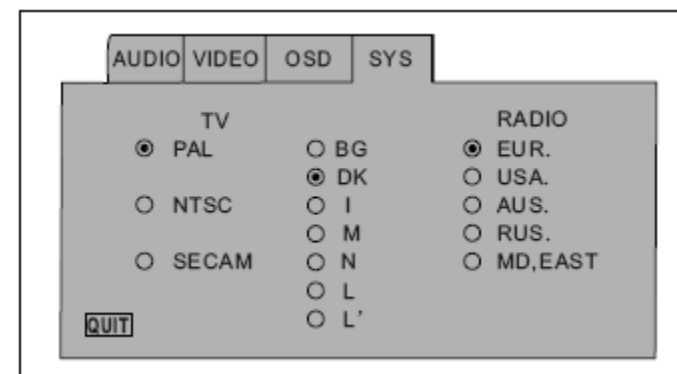 AUDIO VIDEO OSD SYS
TV RADIO
PAL BG EUR.
DK USA.
NTSC I AUS.
M RUS.
SECAM N MD,EAST
L
QUIT L'